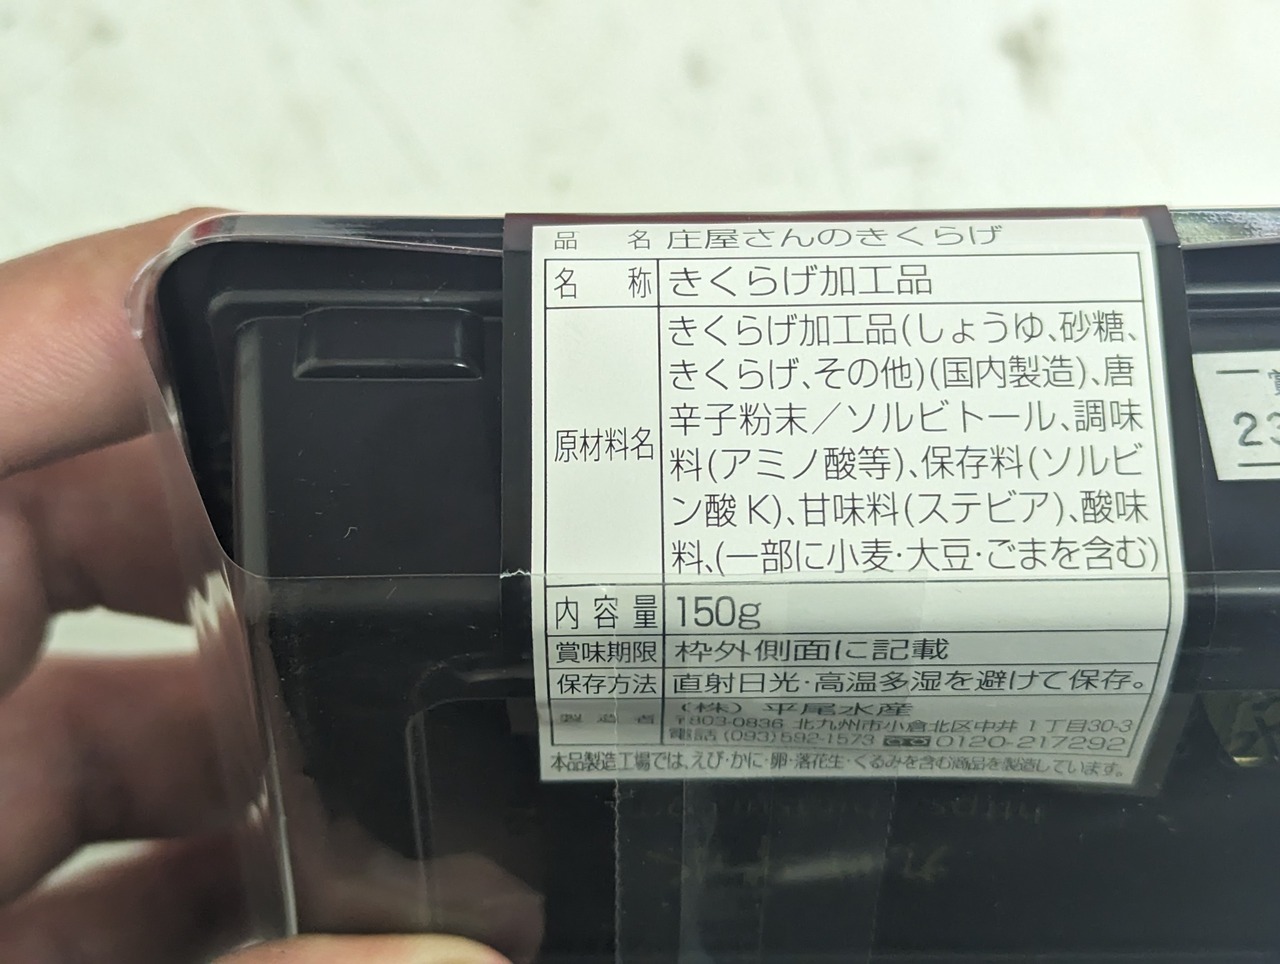 品名 庄屋さんのきくらげ
名称 きくらげ加工品
原材料名 きくらげ加工品(しょうゆ、砂糖、
きくらげ、その他)(国内製造)、唐
辛子粉末/ソルビトール、調味
料(アミノ酸等)、保存料(ソルビ
ン酸K)、甘味料(ステビア)、酸味
料、(一部に小麦・大豆・ごまを含む)
内容量 150g
賞味期限 枠外側面に記載
保存方法 直射日光・高温多湿を避けて保存。
製造者 (株) 平尾水産
〒803-0836 北九州市小倉北区中井1丁目30-3
電話(093)592-1573 0120-217292
本品製造工場では、えび・かに・卵・落花生・くるみを含む商品を製造しています。
賞
23